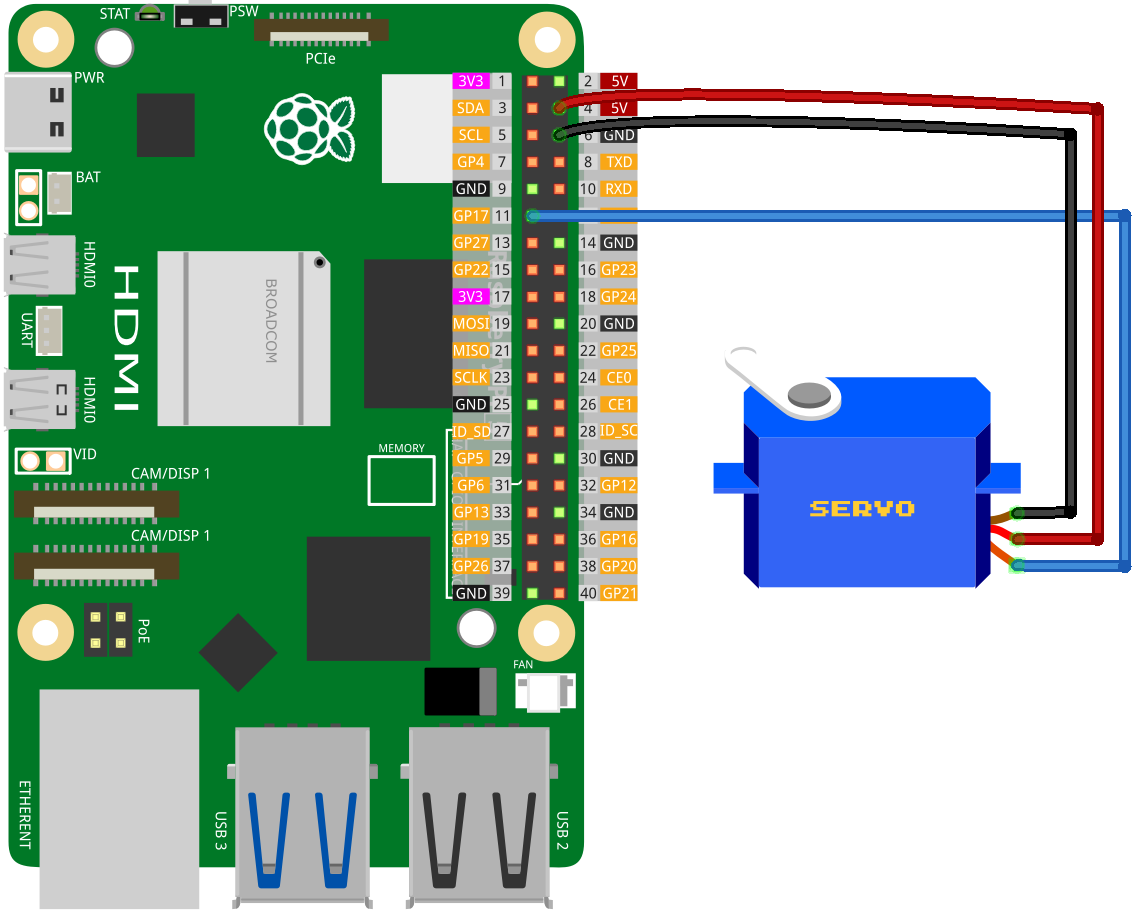 STAT
PSW
PCIe
PWR
3V3 1 2 5V
SDA 3 4 5V
SCL 5 6 GND
GP4 7 8 TXD
BAT
GND 9 10 RXD
GP17 11
HDMI0
GP27 13 14 GND
GP22 15 16 GP23
HDMI
BROADCOM
3V3 17 18 GP24
UART
MOSI 19 20 GND
MISO 21 22 GP25
SCLK 23 24 CE0
HDMI0
GND 25 26 CE1
ID_SD 27 28 ID_SC
MEMORY
VID
GP5 29 30 GND
CAM/DISP 1
GP6 31 32 GP12
SERVO
GP13 33 34 GND
CAM/DISP 1
GP19 35 36 GP16
GP26 37 38 GP20
GND 39 40 GP21
PoE
FAN
ETHERENT
USB 3
USB 2